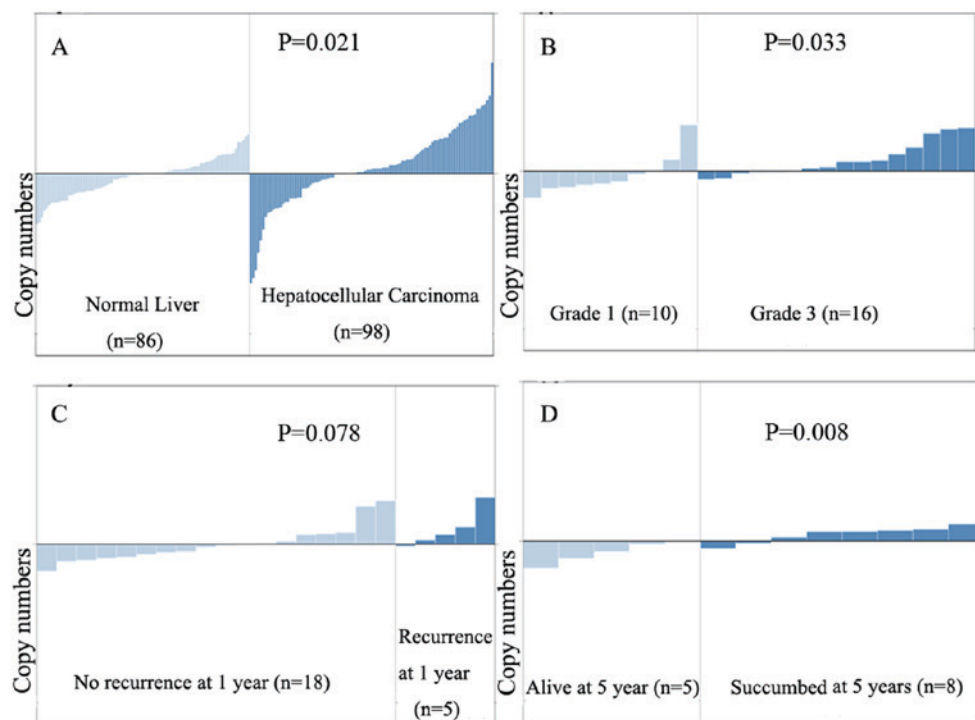 A
P=0.021
Copy numbers
Normal Liver
(n=86)
Hepatocellular Carcinoma
(n=98)
B
P=0.033
Copy numbers
Grade 1 (n=10)
Grade 3 (n=16)
C
P=0.078
Copy numbers
No recurrence at 1 year (n=18)
Recurrence
at 1 year
(n=5)
D
P=0.008
Copy numbers
Alive at 5 year (n=5)
Succumbed at 5 years (n=8)